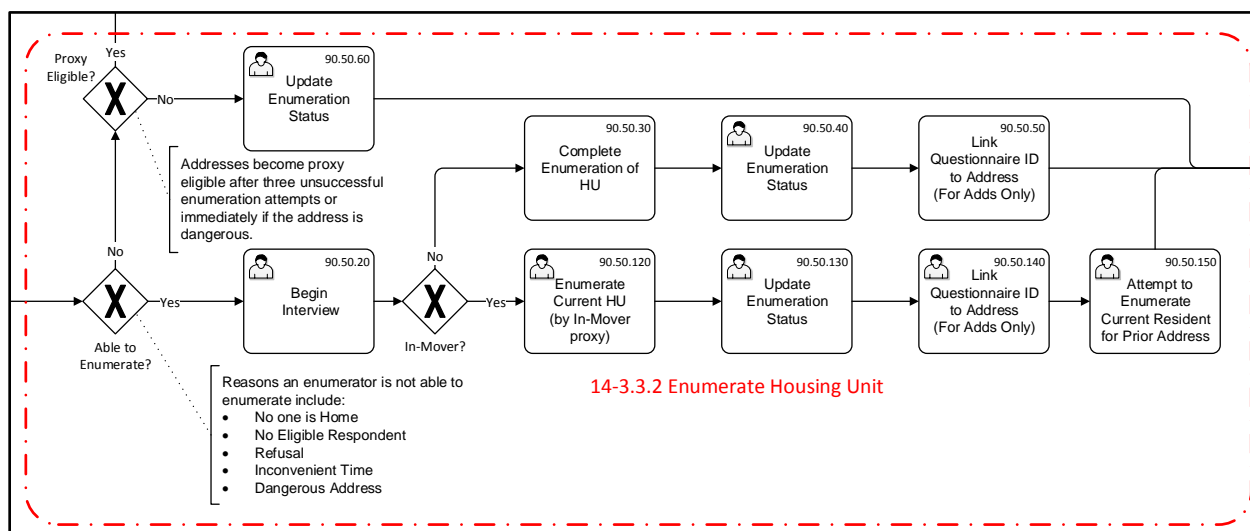 Yes
Proxy
Eligible?
No
90.50.60
Update
Enumeration
Status
Addresses become proxy
eligible after three unsuccessful
enumeration attempts or
immediately if the address is
dangerous.
90.50.30
Complete
Enumeration of
HU
90.50.40
Update
Enumeration
Status
90.50.50
Link
Questionnaire ID
to Address
(For Adds Only)
No
Able to
Enumerate?
Yes
90.50.20
Begin
Interview
No
In-Mover?
Yes
90.50.120
Enumerate
Current HU
(by In-Mover
proxy)
90.50.130
Update
Enumeration
Status
90.50.140
Link
Questionnaire ID
to Address
(For Adds Only)
90.50.150
Attempt to
Enumerate
Current Resident
for Prior Address
14-3.3.2 Enumerate Housing Unit
Reasons an enumerator is not able to
enumerate include:
• No one is Home
• No Eligible Respondent
• Refusal
• Inconvenient Time
• Dangerous Address